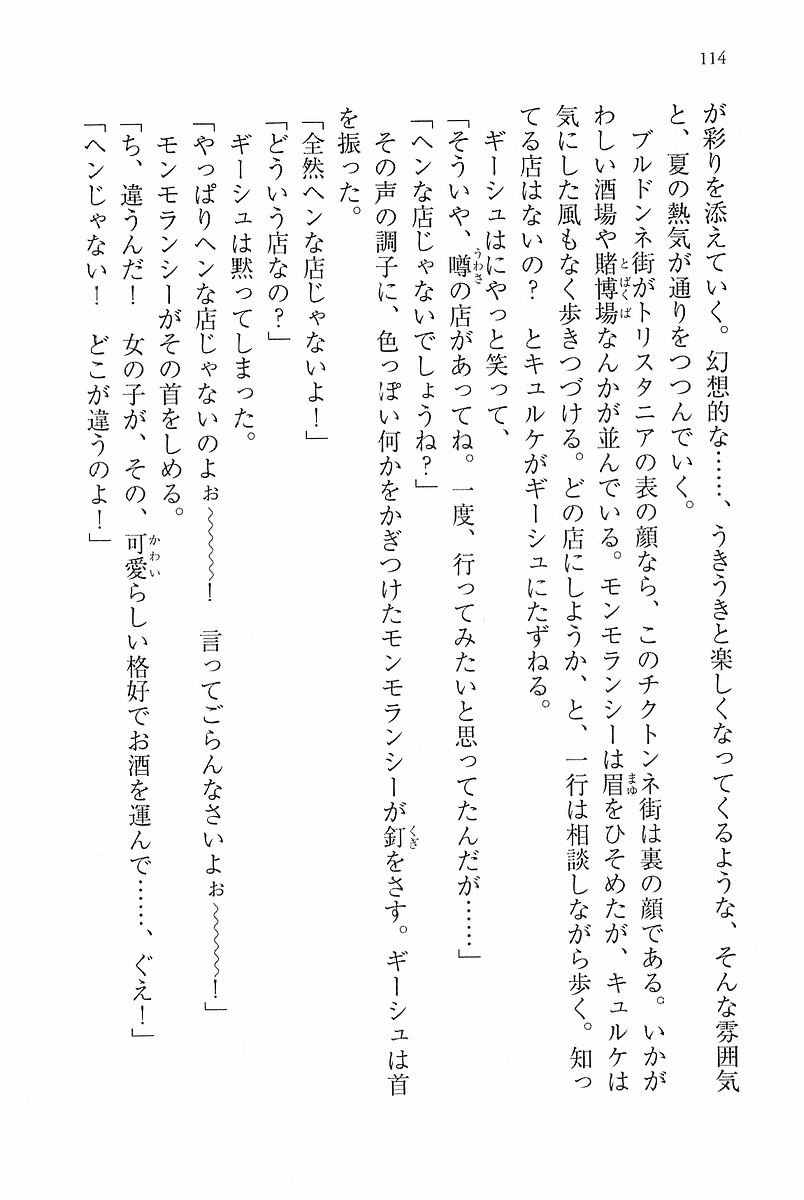 114
が彩りを添えていく。幻想的な……、うきうきと楽しくなってくるような、そんな雰囲気
と、夏の熱気が通りをつつんでいく。
　ブルドンネ街がトリスタニアの表の顔なら、このチクトンネ街は裏の顔である。いかが
わしい酒場や賭博場なんかが並んでいる。モンモランシーは眉をひそめたが、キュルケは
気にした風もなく歩きつづける。どの店にしようか、と、一行は相談しながら歩く。知っ
てる店はないの？　とキュルケがギーシュにたずねる。
　ギーシュはにやっと笑って、
「そういや、噂の店があってね。一度、行ってみたいと思ってたんだが……」
「ヘンな店じゃないでしょうね？」
　その声の調子に、色っぽい何かをかぎつけたモンモランシーが釘をさす。ギーシュは首
を振った。
「全然ヘンな店じゃないよ！」
「どういう店なの？」
　ギーシュは黙ってしまった。
「やっぱりヘンな店じゃないのよぉ～～～～！　言ってごらんなさいよぉ～～～～！」
　モンモランシーがその首をしめる。
「ち、違うんだ！　女の子が、その、可愛らしい格好でお酒を運んで……、ぐえ！」
「ヘンじゃない！　どこが違うのよ！」